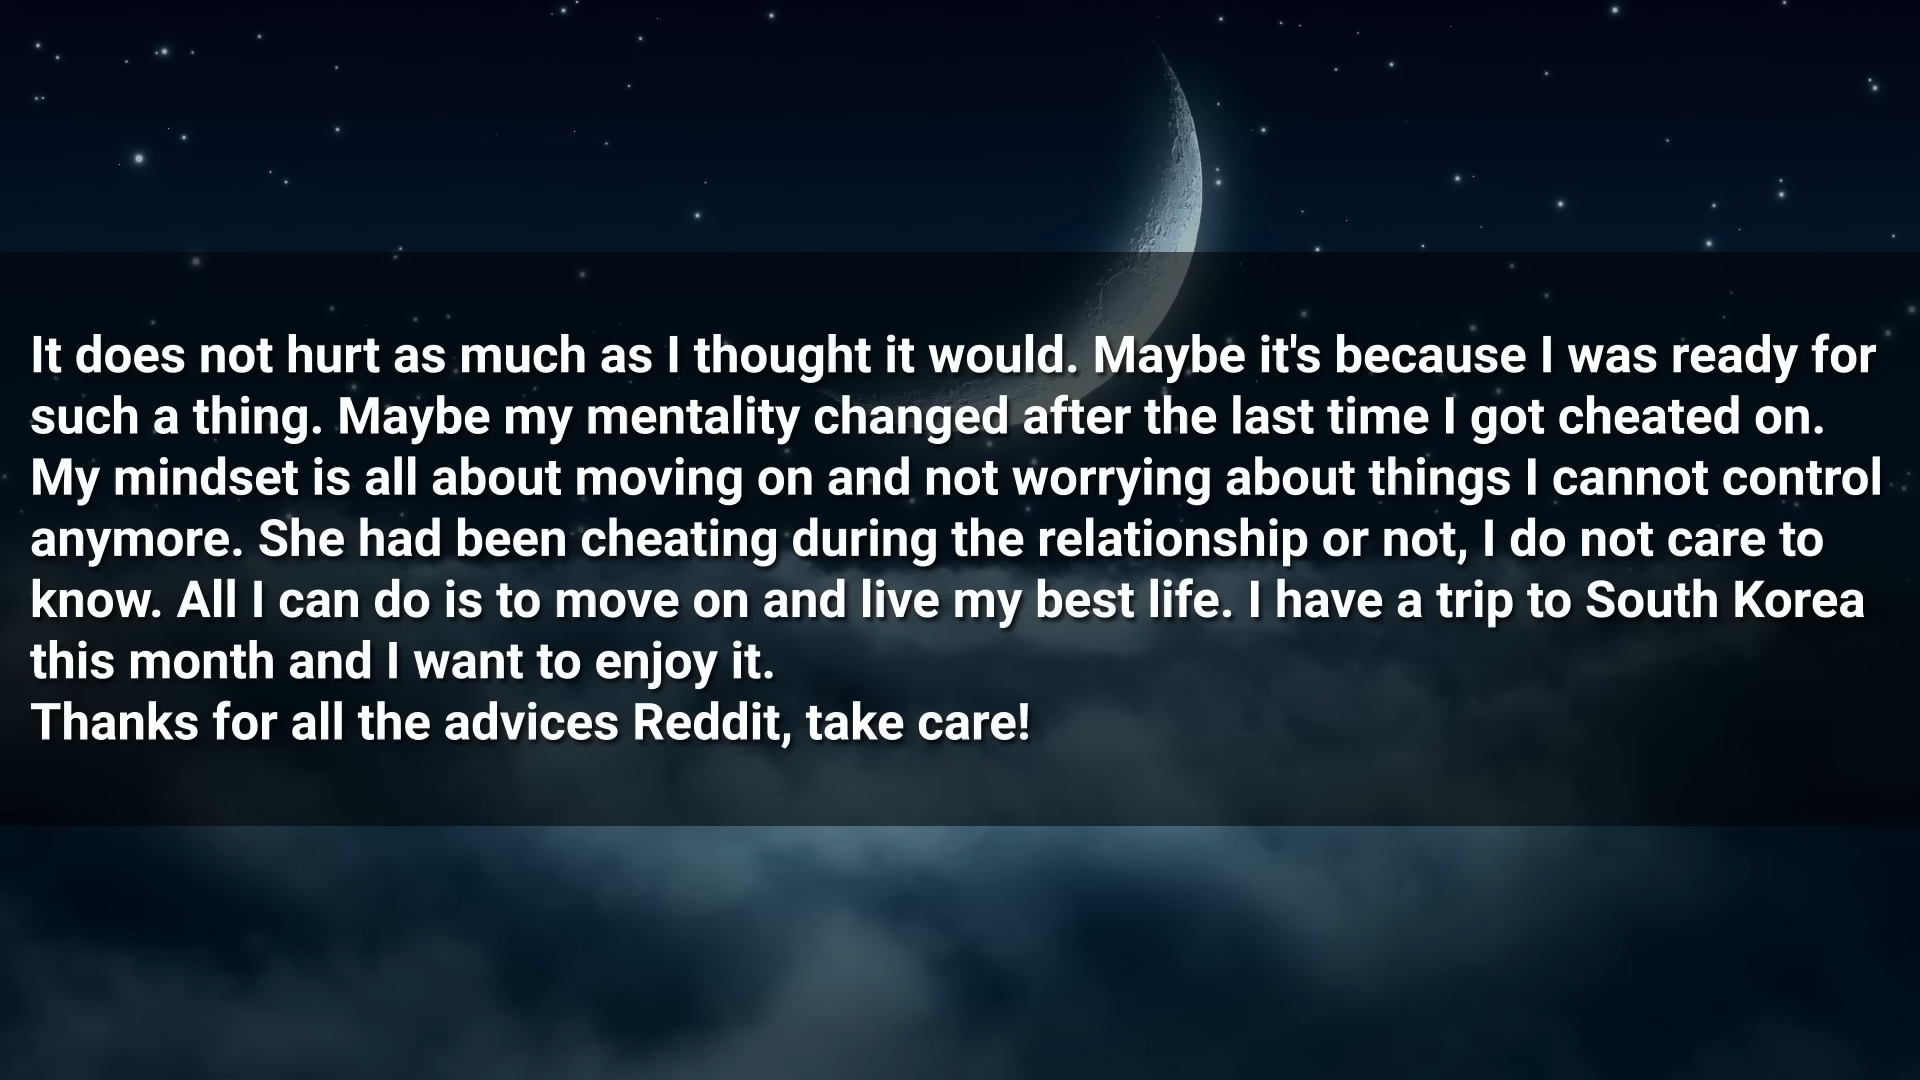 It does not hurt as much as I thought it would. Maybe it's because I was ready for
such a thing. Maybe my mentality changed after the last time I got cheated on.
My mindset is all about moving on and not worrying about things I cannot control
anymore. She had been cheating during the relationship or not, I do not care to
know. All I can do is to move on and live my best life. I have a trip to South Korea
this month and I want to enjoy it.
Thanks for all the advices Reddit, take care!